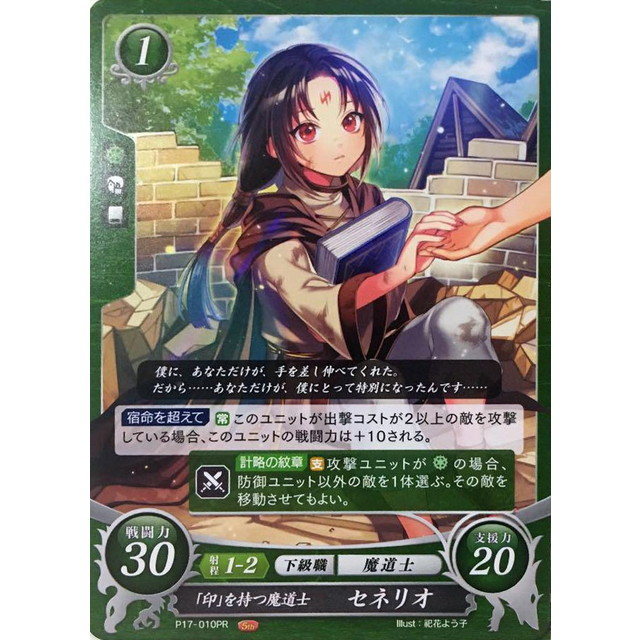 1
僕に、あなただけが、手を差し伸べてくれた。
だから……あなただけが、僕にとって特別になったんです……
宿命を超えて 常 このユニットが出撃コストが2以上の敵を攻撃
している場合、このユニットの戦闘力は+10される。
計略の紋章 支 攻撃ユニットが の場合、
防御ユニット以外の敵を1体選ぶ。その敵を
移動させてもよい。
戦闘力 30
射程 1-2 下級職 魔道士
支援力 20
「印」を持つ魔道士 セネリオ
P17-010PR Illust：祀花よう子